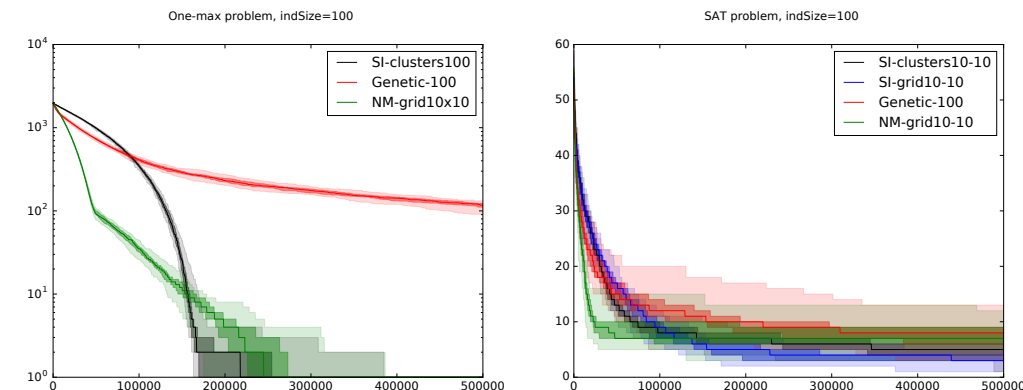 One-max problem, indSize=100
10^4
10^3
10^2
10^1
10^0
0 100000 200000 300000 400000 500000
SI-clusters100
Genetic-100
NM-grid10x10
SAT problem, indSize=100
60
50
40
30
20
10
0
0 100000 200000 300000 400000 500000
SI-clusters10-10
SI-grid10-10
Genetic-100
NM-grid10-10